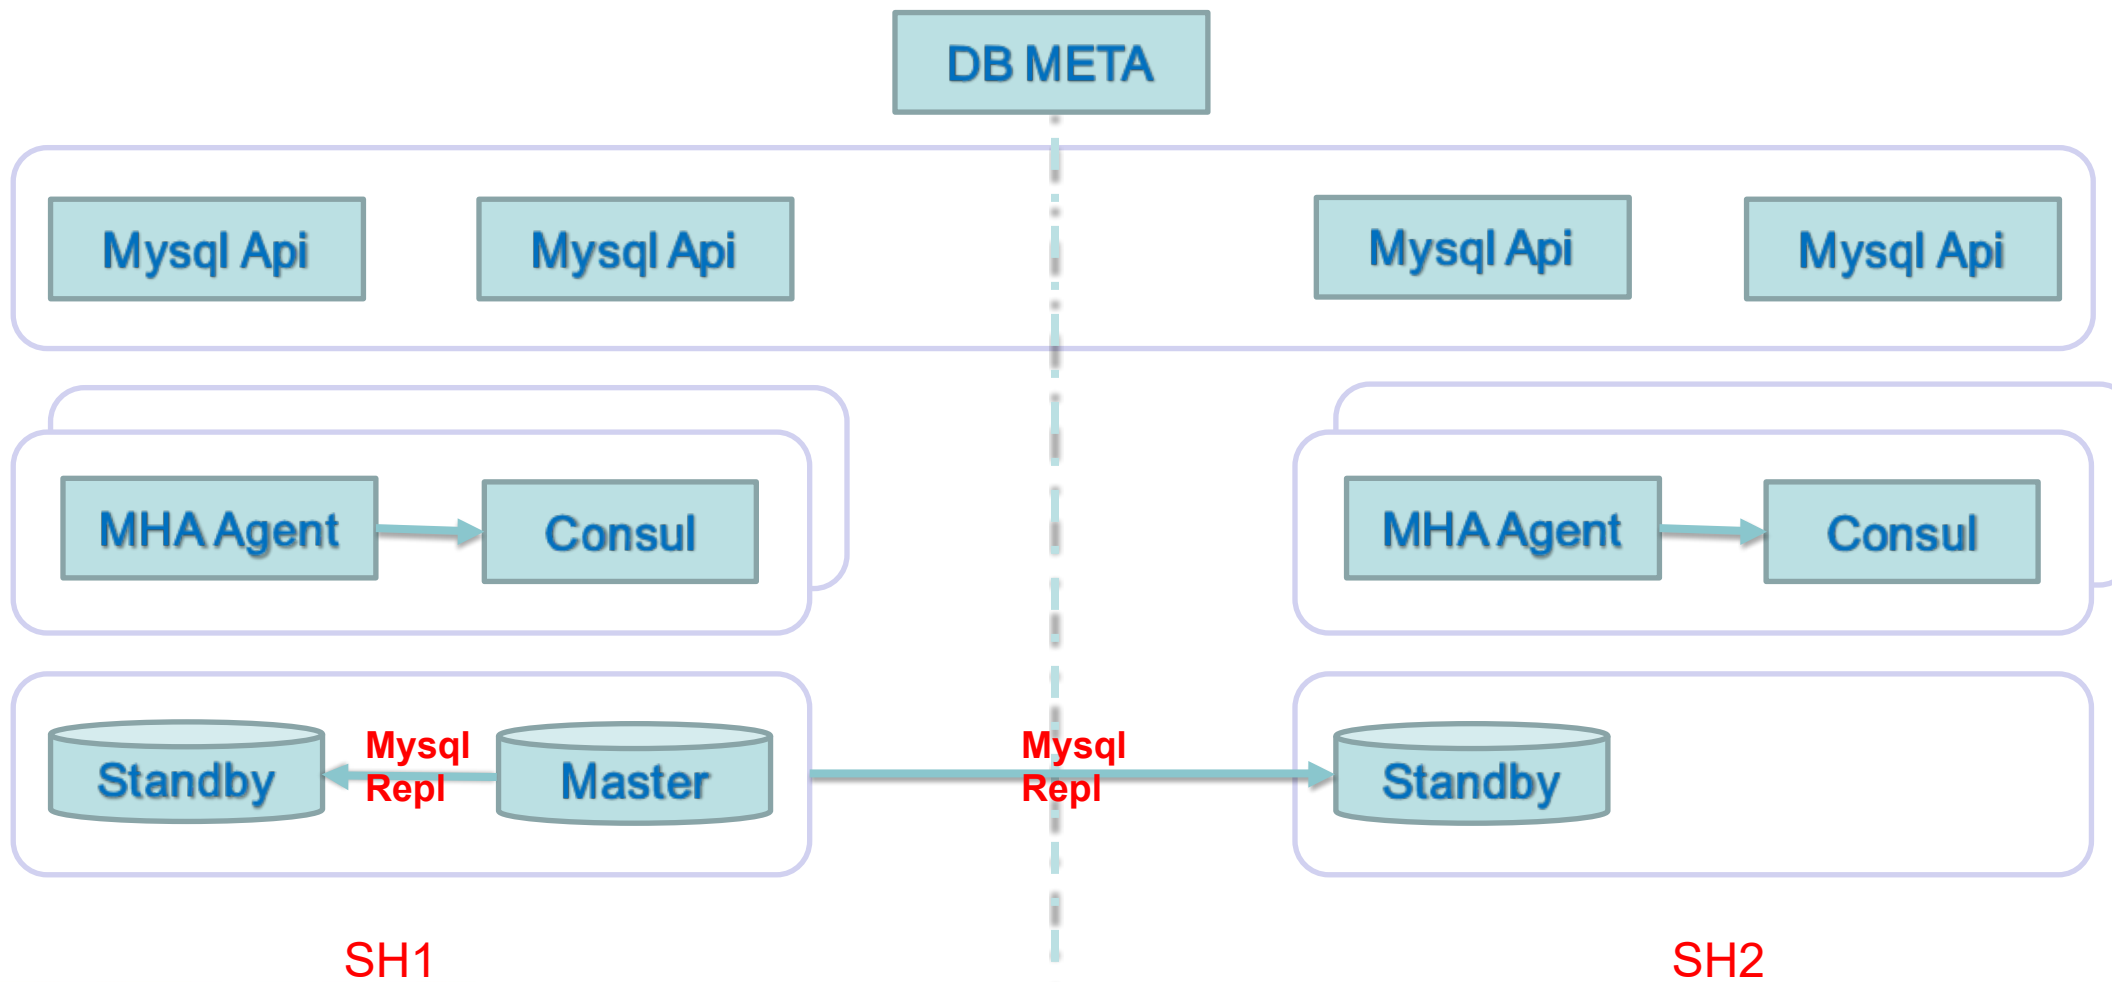 DB META
Mysql Api
Mysql Api
Mysql Api
Mysql Api
MHA Agent
Consul
MHA Agent
Consul
Standby
Mysql
Repl
Master
Mysql
Repl
Standby
SH1
SH2